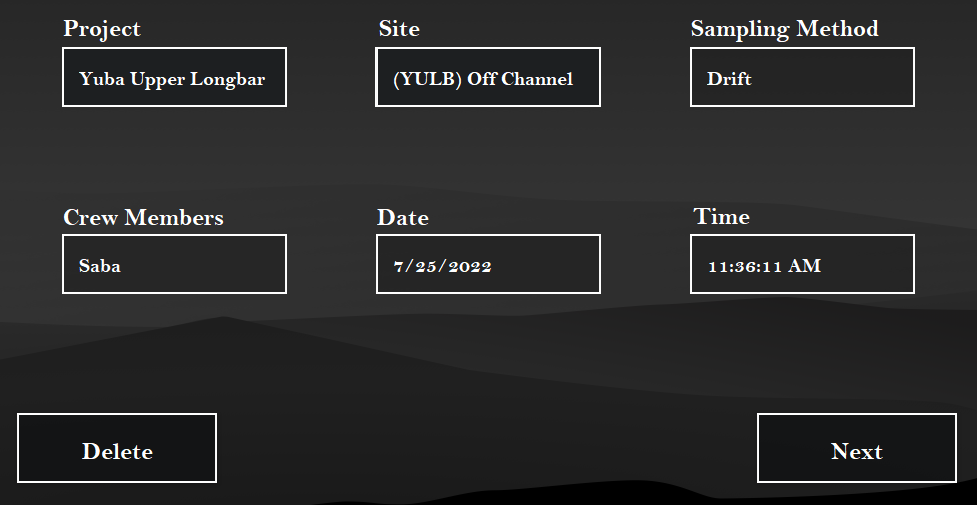 Project
Site
Sampling Method
Yuba Upper Longbar
(YULB) Off Channel
Drift
Crew Members
Date
Time
Saba
7/25/2022
11:36:11 AM
Delete
Next